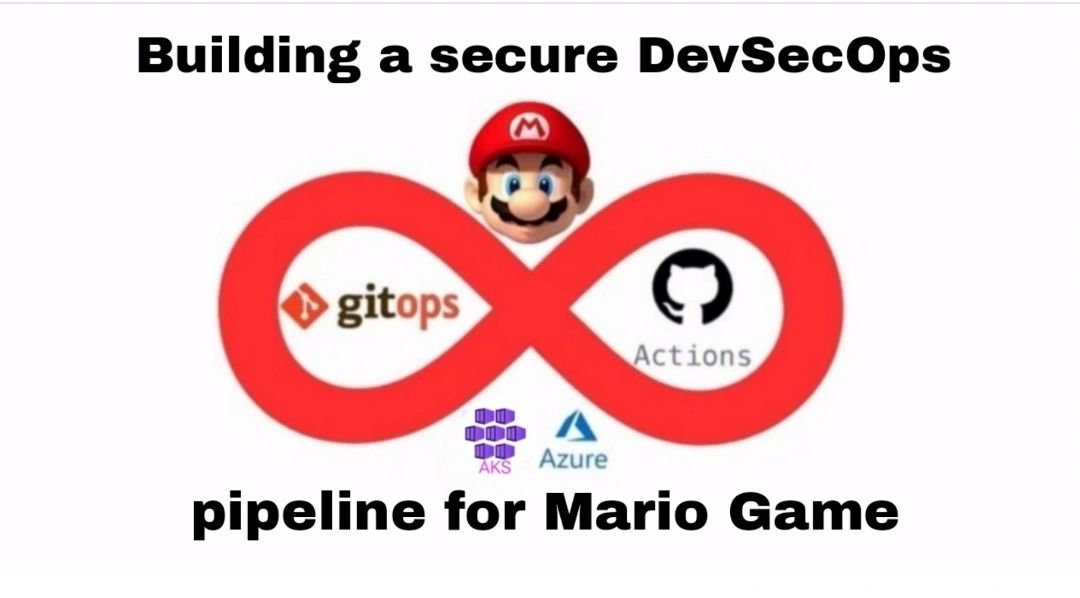 Building a secure DevSecOps
M
gitops
Actions
AKS
Azure
pipeline for Mario Game